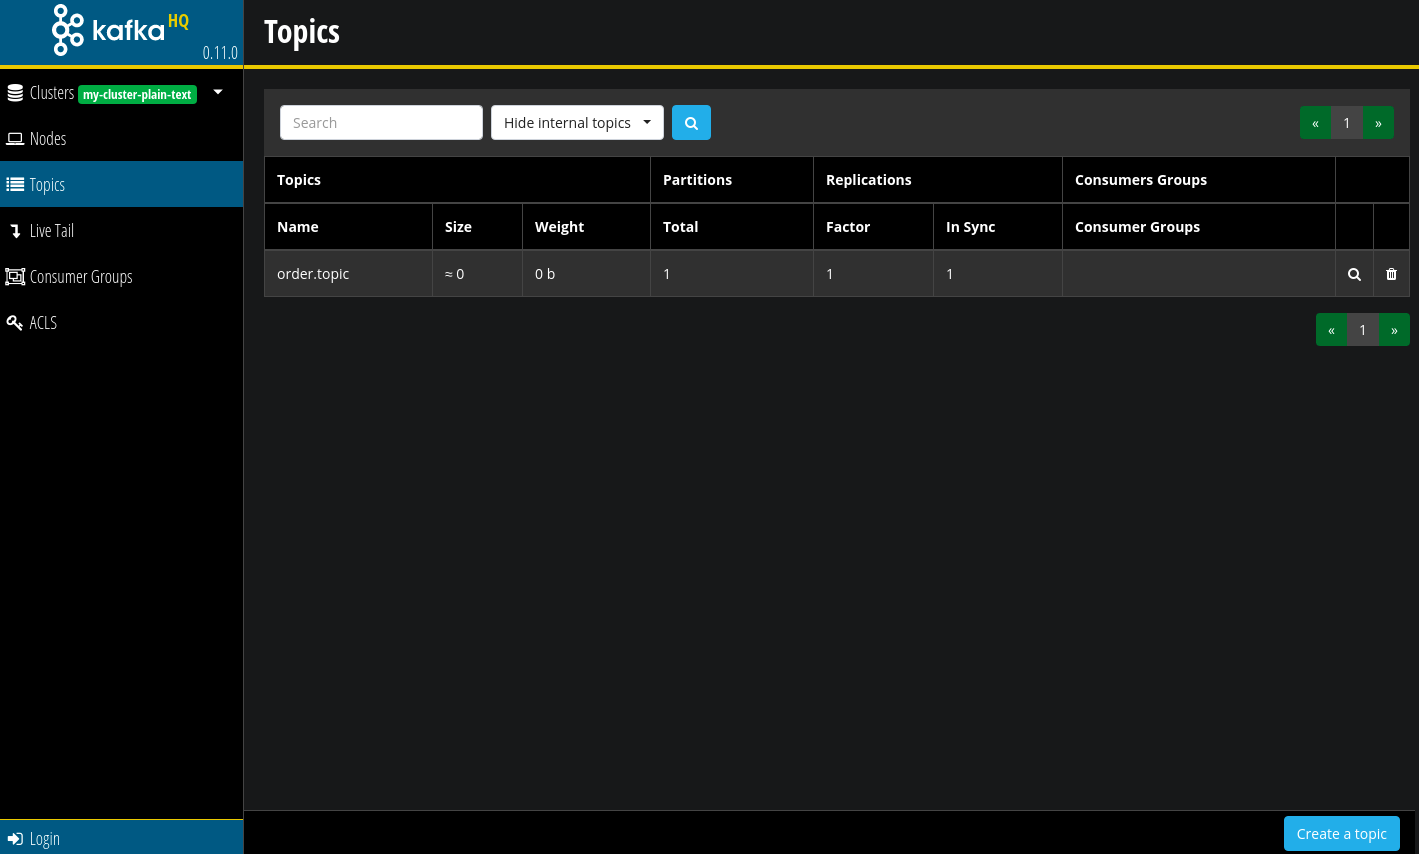 kafka HQ
0.11.0
Topics
Clusters my-cluster-plain-text
Nodes
Topics
Live Tail
Consumer Groups
ACLS
Login
Search
Hide internal topics
« 1 »
Topics Partitions Replications Consumers Groups
Name Size Weight Total Factor In Sync Consumer Groups
order.topic ≈ 0 0 b 1 1 1
« 1 »
Create a topic